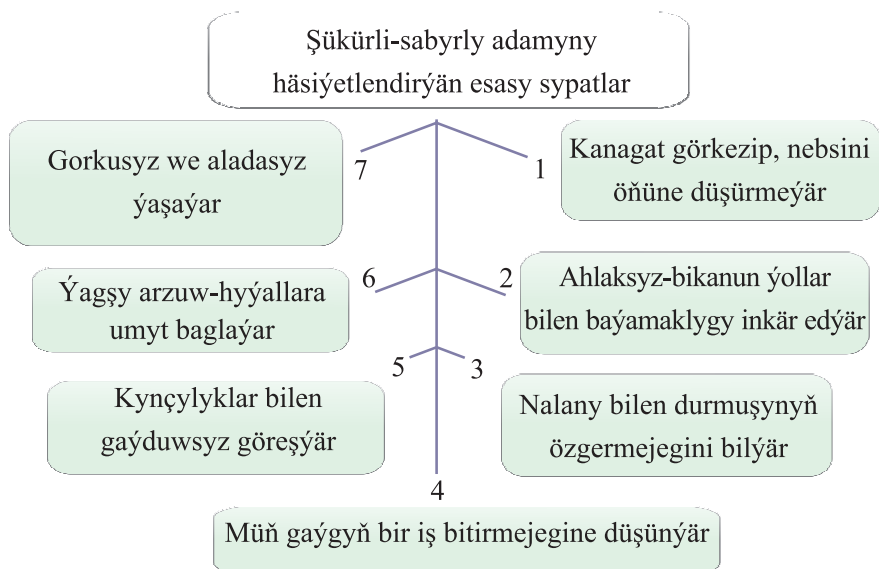 Şükürli-sabyrly adamyny
häsiýetlendirýän esasy sypatlar
Gorkusyz we aladasyz
ýaşaýar
7
1
Kanagat görkezip, nebsini
öňüne düşürmeýär
Ýagşy arzuw-hyýallara
umyt baglaýar
6
2
Ahlaksyz-bikanun ýollar
bilen baýamaklygy inkär edýär
Kynçylyklar bilen
gaýduwsyz göreşýär
5
3
Nalany bilen durmuşynyň
özgermejegini bilýär
4
Müň gaýgyň bir iş bitirmejegine düşünýär